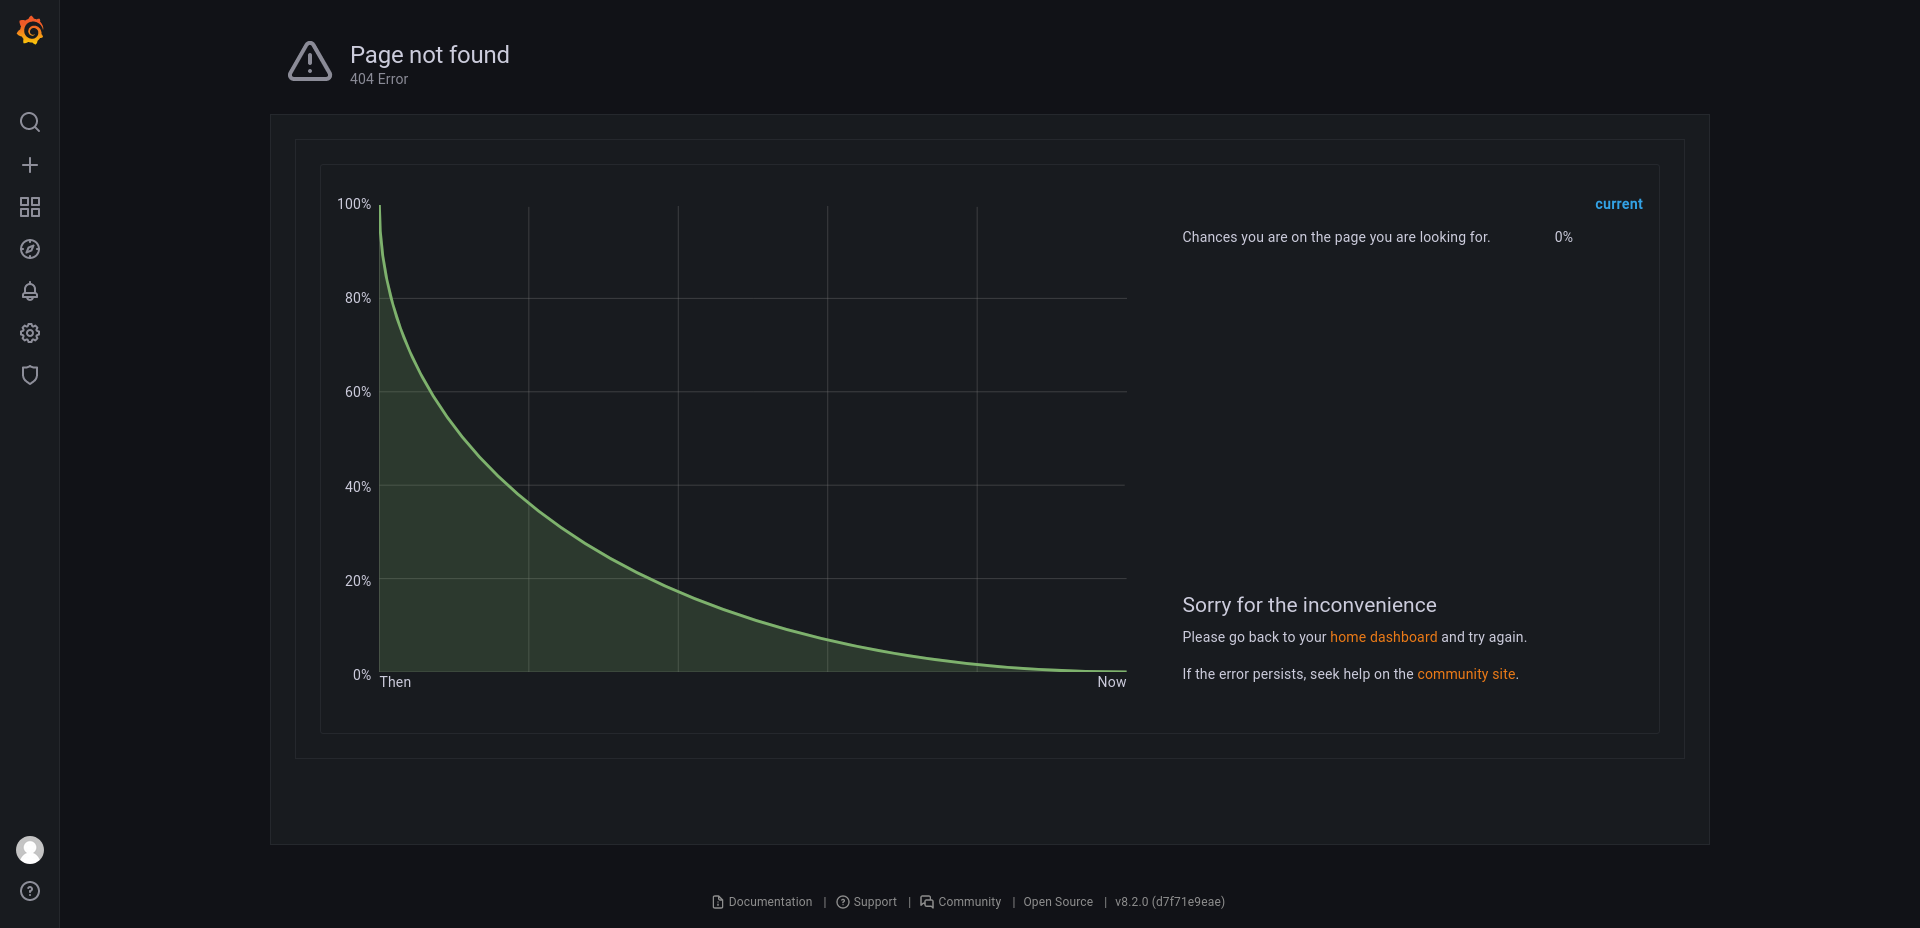 Page not found
404 Error
100%
80%
60%
40%
20%
0%
Then
Now
current
Chances you are on the page you are looking for. 0%
Sorry for the inconvenience
Please go back to your home dashboard and try again.
If the error persists, seek help on the community site.
Documentation | Support | Community | Open Source | v8.2.0 (d7f71e9eae)